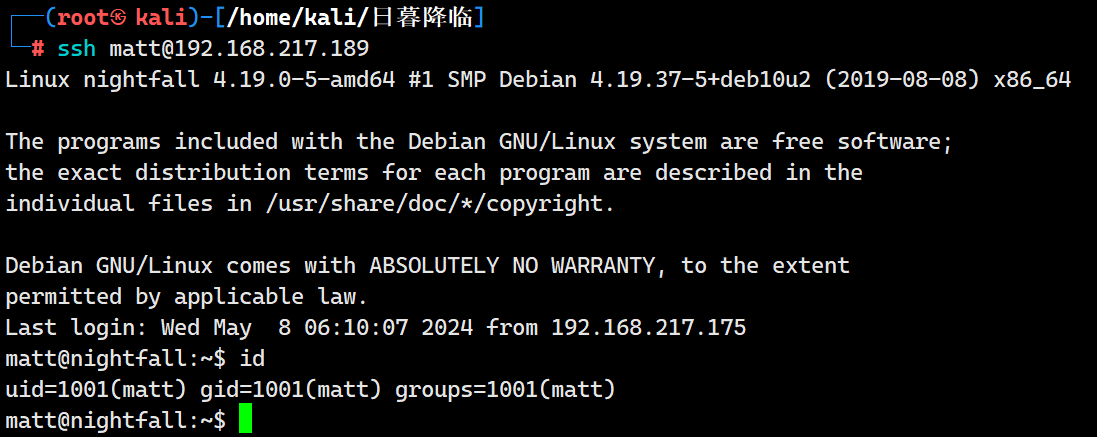 ┌──(root㉿kali)-[/home/kali/日暮降临]
└─# ssh matt@192.168.217.189
Linux nightfall 4.19.0-5-amd64 #1 SMP Debian 4.19.37-5+deb10u2 (2019-08-08) x86_64
The programs included with the Debian GNU/Linux system are free software;
the exact distribution terms for each program are described in the
individual files in /usr/share/doc/*/copyright.
Debian GNU/Linux comes with ABSOLUTELY NO WARRANTY, to the extent
permitted by applicable law.
Last login: Wed May  8 06:10:07 2024 from 192.168.217.175
matt@nightfall:~$ id
uid=1001(matt) gid=1001(matt) groups=1001(matt)
matt@nightfall:~$